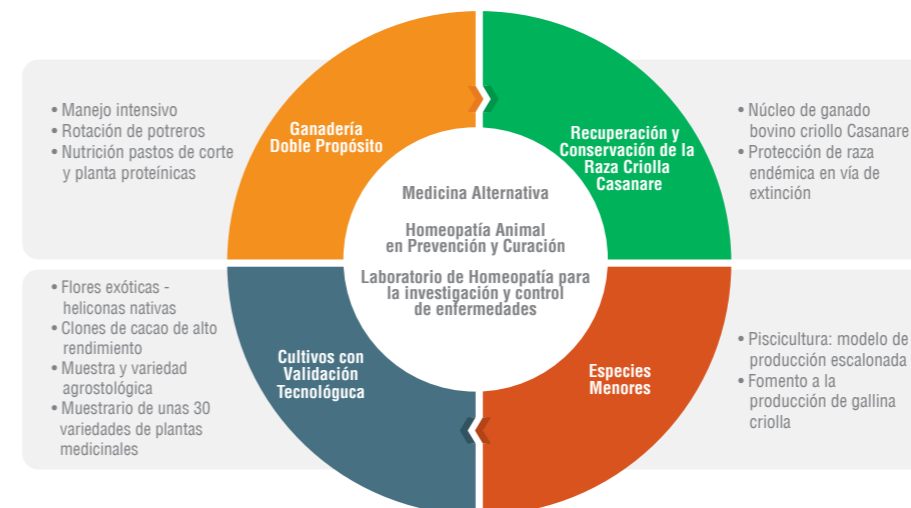 • Manejo intensivo
• Rotación de potreros
• Nutrición pastos de corte
y planta proteínicas
Ganadería
Doble Propósito
Recuperación y
Conservación de la
Raza Criolla
Casanare
• Núcleo de ganado
bovino criollo Casanare
• Protección de raza
endémica en vía de
extinción
Medicina Alternativa
Homeopatía Animal
en Prevención y Curación
Laboratorio de Homeopatía para
la investigación y control
de enfermedades
• Flores exóticas -
heliconas nativas
• Clones de cacao de alto
rendimiento
• Muestra y variedad
agrostológica
• Muestrario de unas 30
variedades de plantas
medicinales
Cultivos con
Validación
Tecnológuca
Especies
Menores
• Piscicultura: modelo de
producción escalonada
• Fomento a la
producción de gallina
criolla